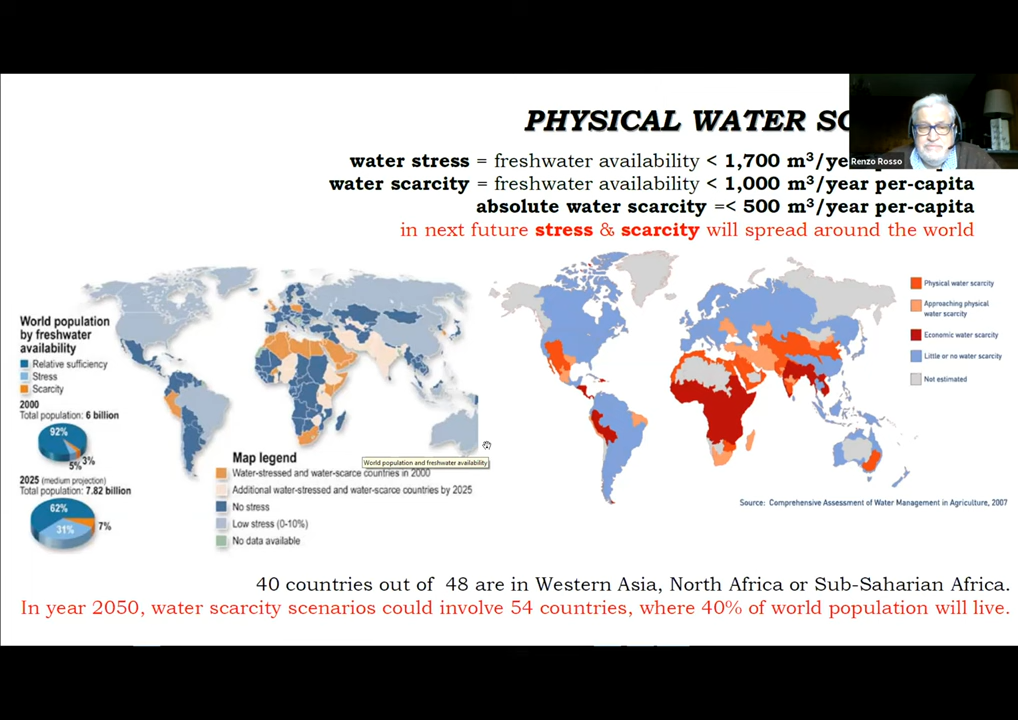 PHYSICAL WATER
Renzo Rosso
water stress = freshwater availability < 1,700 m³/
water scarcity = freshwater availability < 1,000 m³/year per-capita
absolute water scarcity =< 500 m³/year per-capita
in next future stress & scarcity will spread around the world
World population
by freshwater
availability
Relative sufficiency
Stress
Scarcity
2000
Total population: 6 billion
92%
5%
3%
2025 (medium projection)
Total population: 7.82 billion
62%
31%
7%
Map legend
World population and freshwater availability
Water-stressed and water-scarce countries in 2000
Additional water-stressed and water-scarce countries by 2025
No stress
Low stress (0-10%)
No data available
Physical water scarcity
Approaching physical
water scarcity
Economic water scarcity
Little or no water scarcity
Not estimated
Source: Comprehensive Assessment of Water Management in Agriculture, 2007
40 countries out of 48 are in Western Asia, North Africa or Sub-Saharian Africa.
In year 2050, water scarcity scenarios could involve 54 countries, where 40% of world population will live.